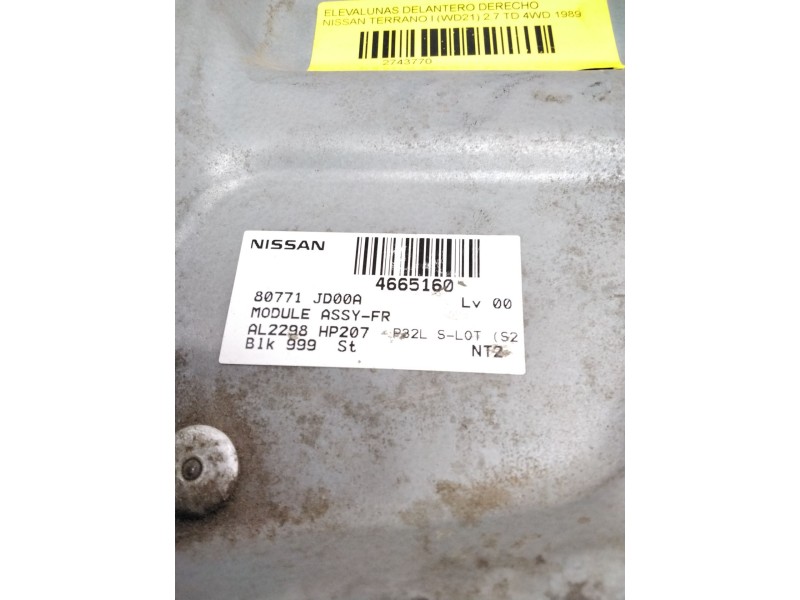 ELEVALUNAS DELANTERO DERECHO
NISSAN TERRANO I (WD21) 2.7 TD 4WD 1989
2743770
NISSAN
4665160
80771 JD00A Lv 00
MODULE ASSY-FR
AL2298 HP207 P32L S-LOT (S2
Blk 999 St NT2